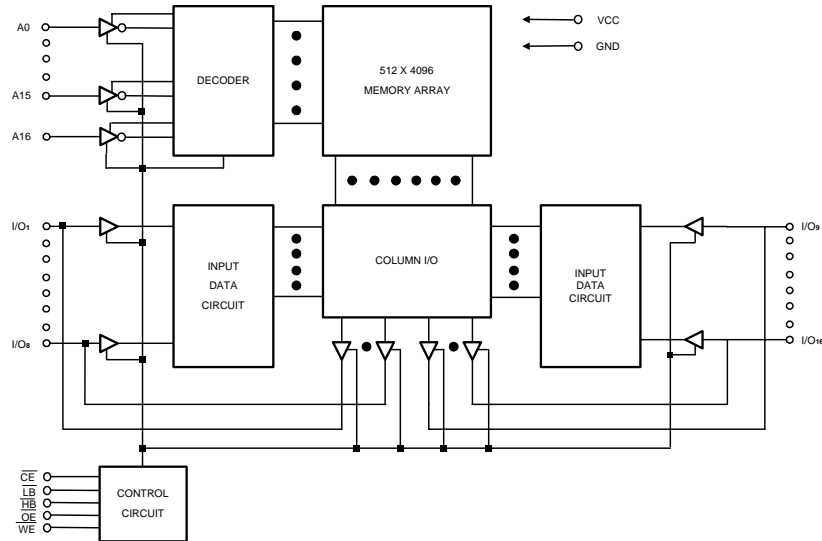 A0
VCC
GND
DECODER
512 X 4096
MEMORY ARRAY
A15
A16
I/O1
I/O9
INPUT
DATA
CIRCUIT
COLUMN I/O
INPUT
DATA
CIRCUIT
I/O8
I/O16
CE
LB
HB
OE
WE
CONTROL
CIRCUIT